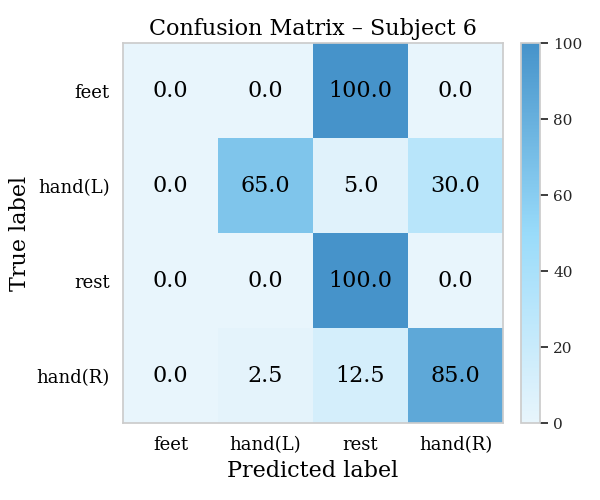 Confusion Matrix – Subject 6
True label
feet 0.0 0.0 100.0 0.0
hand(L) 0.0 65.0 5.0 30.0
rest 0.0 0.0 100.0 0.0
hand(R) 0.0 2.5 12.5 85.0
feet hand(L) rest hand(R)
Predicted label
100
80
60
40
20
0